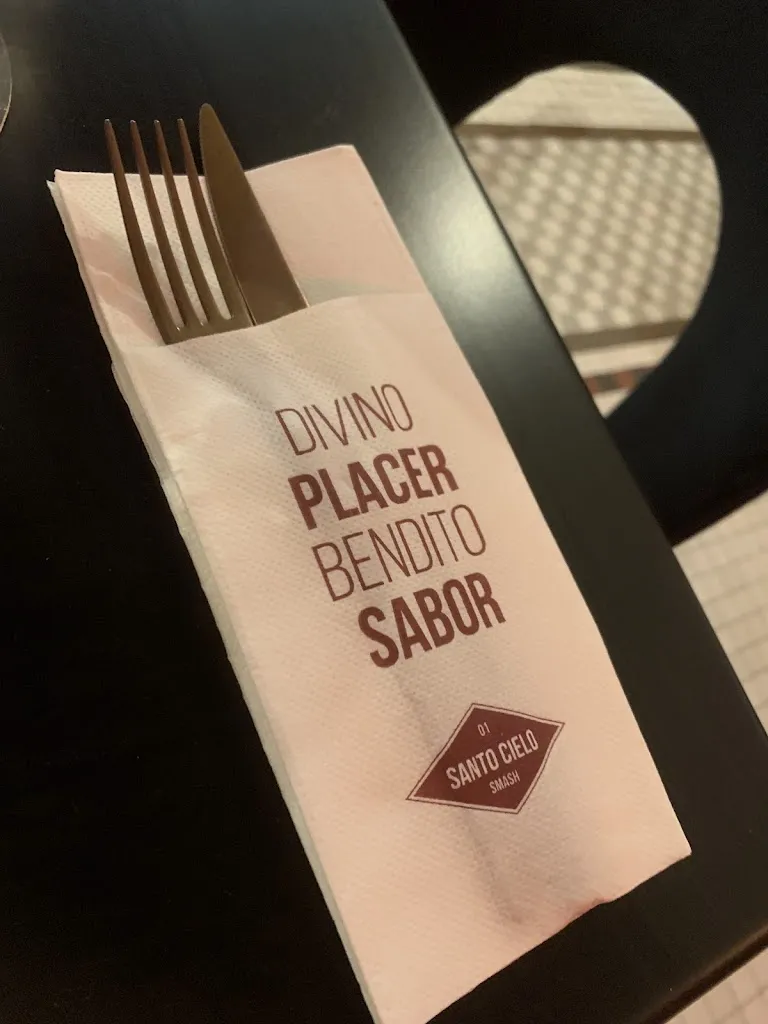 DIVINO
PLACER
BENDITO
SABOR
01
SANTO CIELO
SMASH